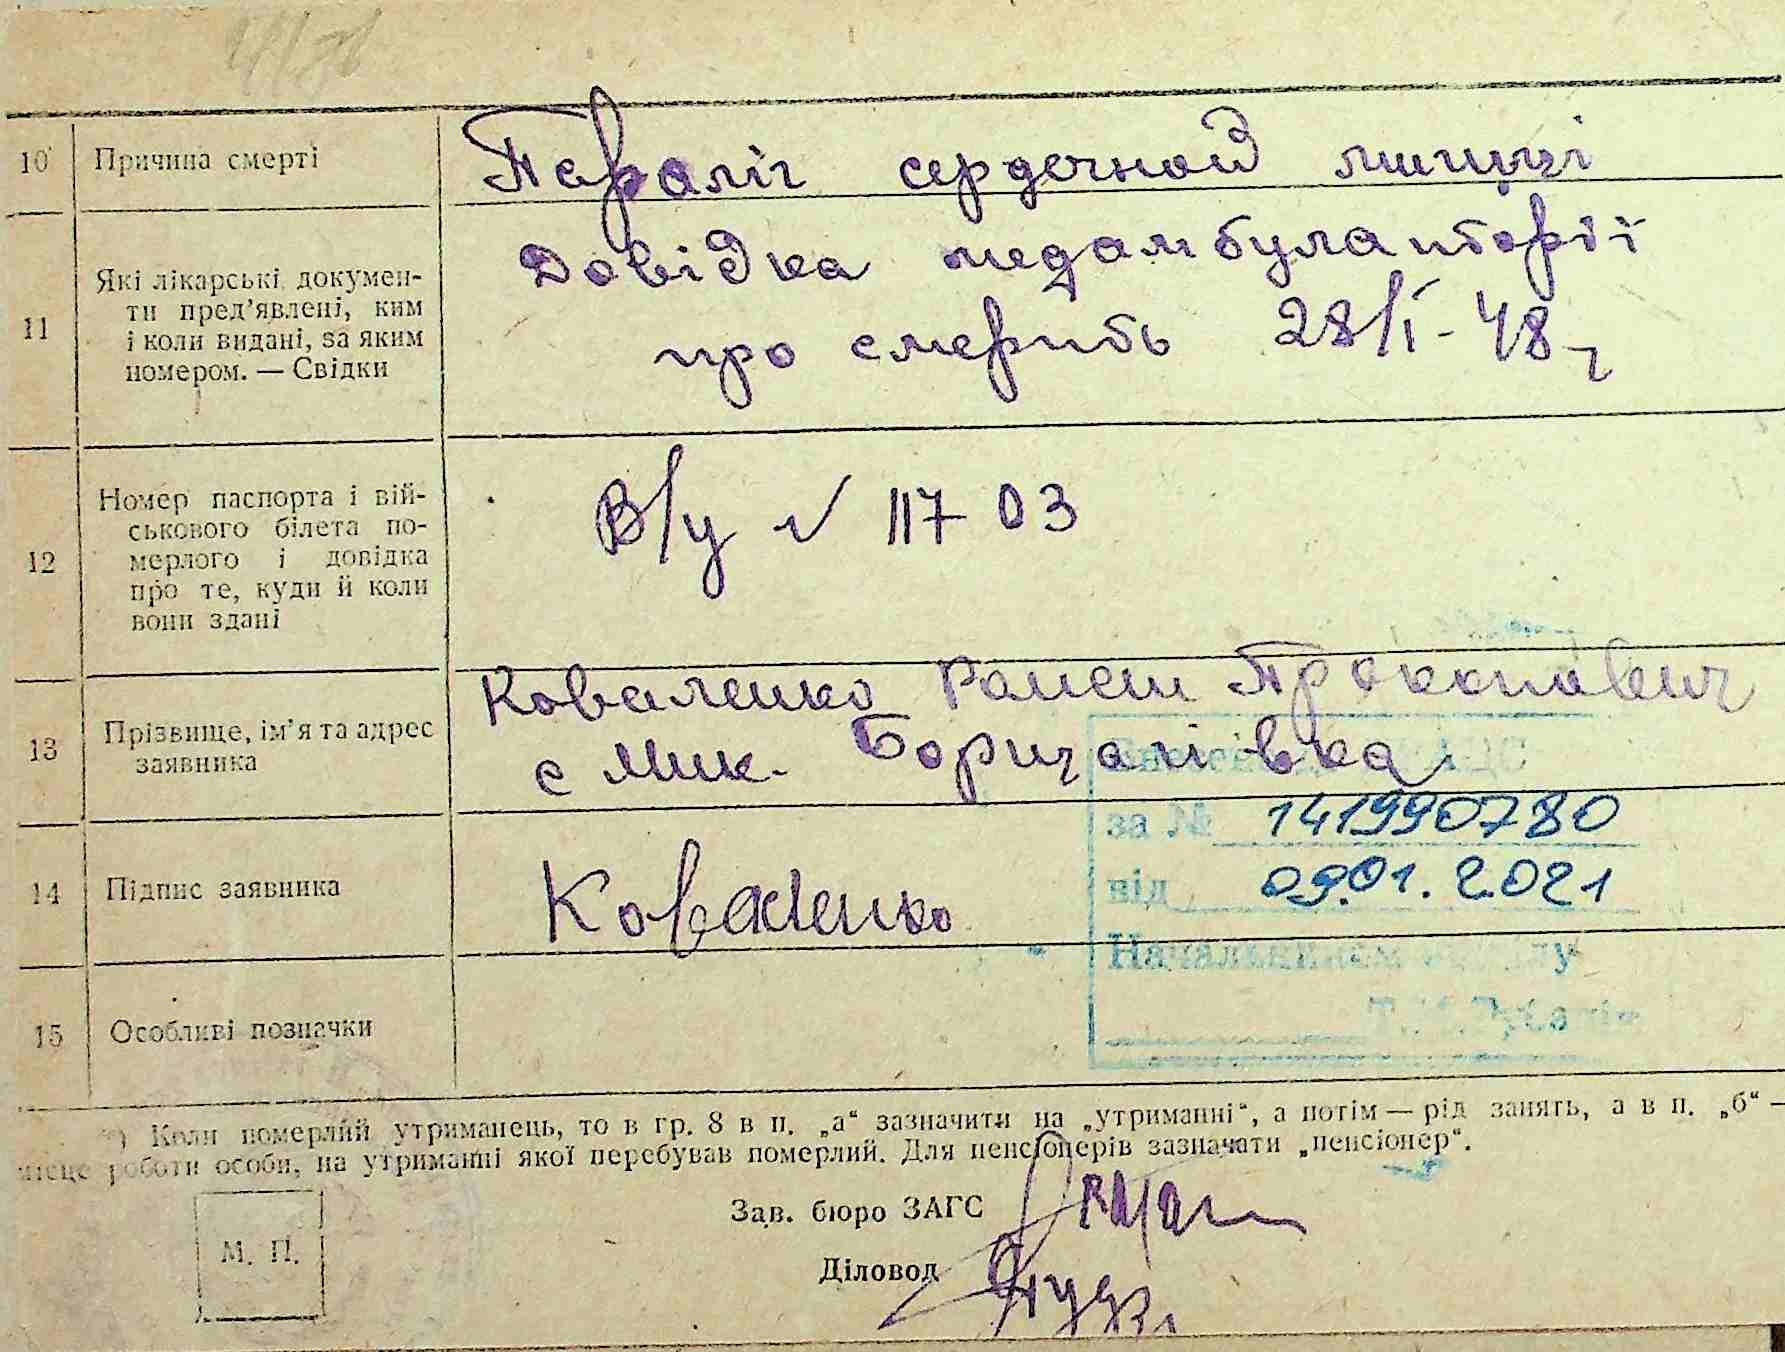 10 Причина смерті
Параліг сердечной мишці
11 Які лікарські докумен-
ти пред’явлені, ким
і коли видані, за яким
номером. — Свідки
Довідка медамбулаторії
про смерть 28/I-48 г
12 Номер паспорта і вій-
ськового білета по-
мерлого і довідка
про те, куди й коли
вони здані
В/у № 11703
13 Прізвище, ім’я та адрес
заявника
Коваленко Роман Прокопович
с Мик. Борщагівка
за № 141990780
від 09.01.2021
14 Підпис заявника
Коваленко
Начальником відділу
15 Особливі позначки
*) Коли померлий утриманець, то в гр. 8 в п. „а“ зазначити на „утриманні“, а потім — рід занять, а в п. „б“ —
місце роботи особи, на утриманні якої перебував померлий. Для пенсіонерів зазначати „пенсіонер“.
Зав. бюро ЗАГС
М. П.
Діловод